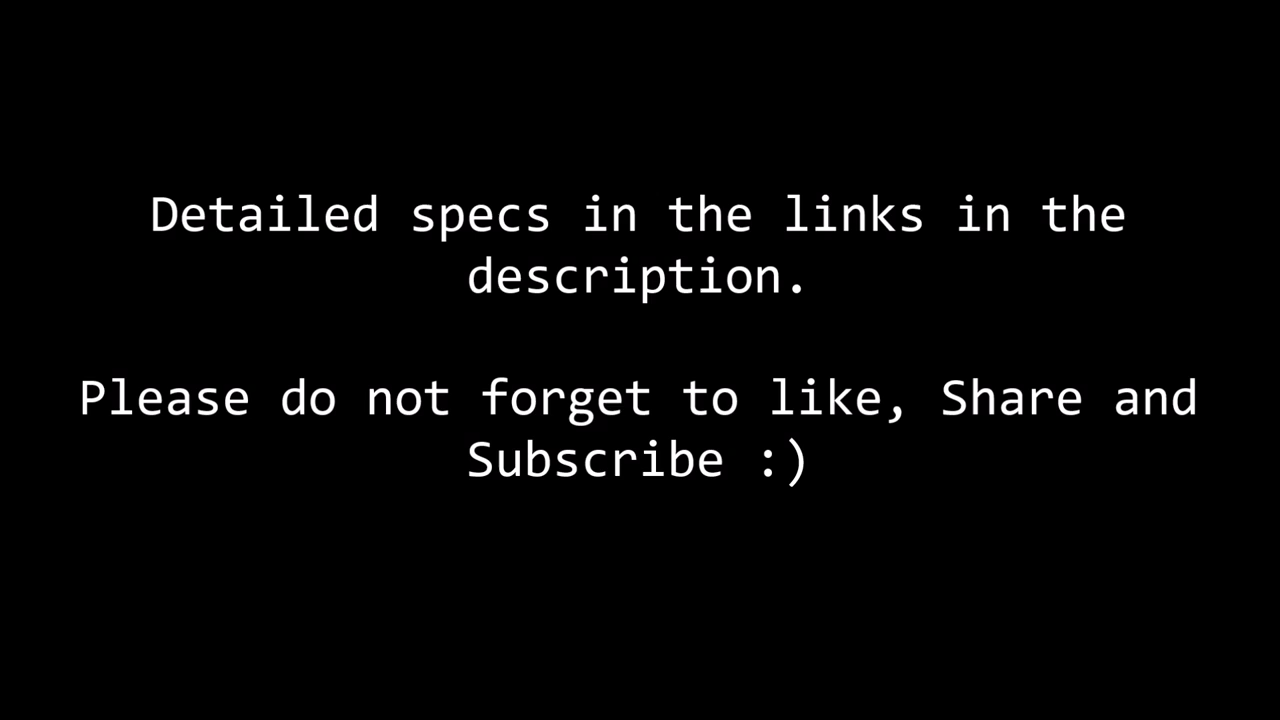 Detailed specs in the links in the
description.
Please do not forget to like, Share and
Subscribe :)